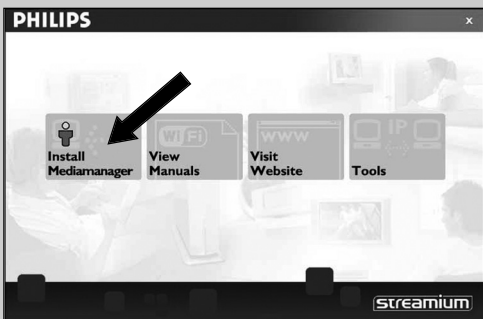 PHILIPS
x
WiFi
WWW
IP
Install
Mediamanager
View
Manuals
Visit
Website
Tools
streamium